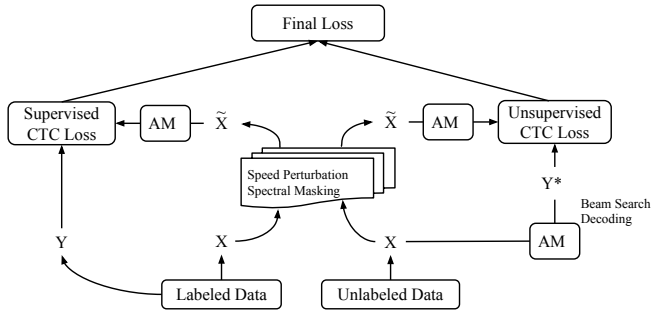 Final Loss
Supervised
CTC Loss
AM
X̃
X̃
AM
Unsupervised
CTC Loss
Speed Perturbation
Spectral Masking
Y*
Beam Search
Decoding
Y
X
X
AM
Labeled Data
Unlabeled Data